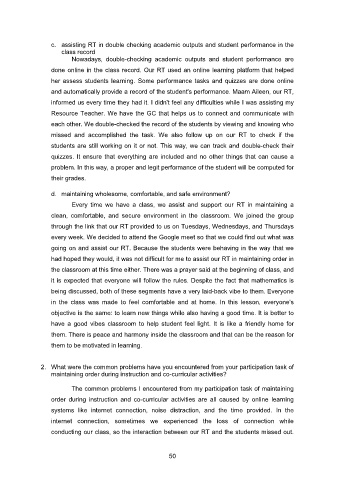 c. assisting RT in double checking academic outputs and student performance in the
class record
Nowadays, double-checking academic outputs and student performance are
done online in the class record. Our RT used an online learning platform that helped
her assess students learning. Some performance tasks and quizzes are done online
and automatically provide a record of the student's performance. Maam Aileen, our RT,
informed us every time they had it. I didn't feel any difficulties while I was assisting my
Resource Teacher. We have the GC that helps us to connect and communicate with
each other. We double-checked the record of the students by viewing and knowing who
missed and accomplished the task. We also follow up on our RT to check if the
students are still working on it or not. This way, we can track and double-check their
quizzes. It ensure that everything are included and no other things that can cause a
problem. In this way, a proper and legit performance of the student will be computed for
their grades.
d. maintaining wholesome, comfortable, and safe environment?
Every time we have a class, we assist and support our RT in maintaining a
clean, comfortable, and secure environment in the classroom. We joined the group
through the link that our RT provided to us on Tuesdays, Wednesdays, and Thursdays
every week. We decided to attend the Google meet so that we could find out what was
going on and assist our RT. Because the students were behaving in the way that we
had hoped they would, it was not difficult for me to assist our RT in maintaining order in
the classroom at this time either. There was a prayer said at the beginning of class, and
it is expected that everyone will follow the rules. Despite the fact that mathematics is
being discussed, both of these segments have a very laid-back vibe to them. Everyone
in the class was made to feel comfortable and at home. In this lesson, everyone's
objective is the same: to learn new things while also having a good time. It is better to
have a good vibes classroom to help student feel light. It is like a friendly home for
them. There is peace and harmony inside the classroom and that can be the reason for
them to be motivated in learning.
2. What were the common problems have you encountered from your participation task of
maintaining order during instruction and co-curricular activities?
The common problems I encountered from my participation task of maintaining
order during instruction and co-curricular activities are all caused by online learning
systems like internet connection, noise distraction, and the time provided. In the
internet connection, sometimes we experienced the loss of connection while
conducting our class, so the interaction between our RT and the students missed out.
50